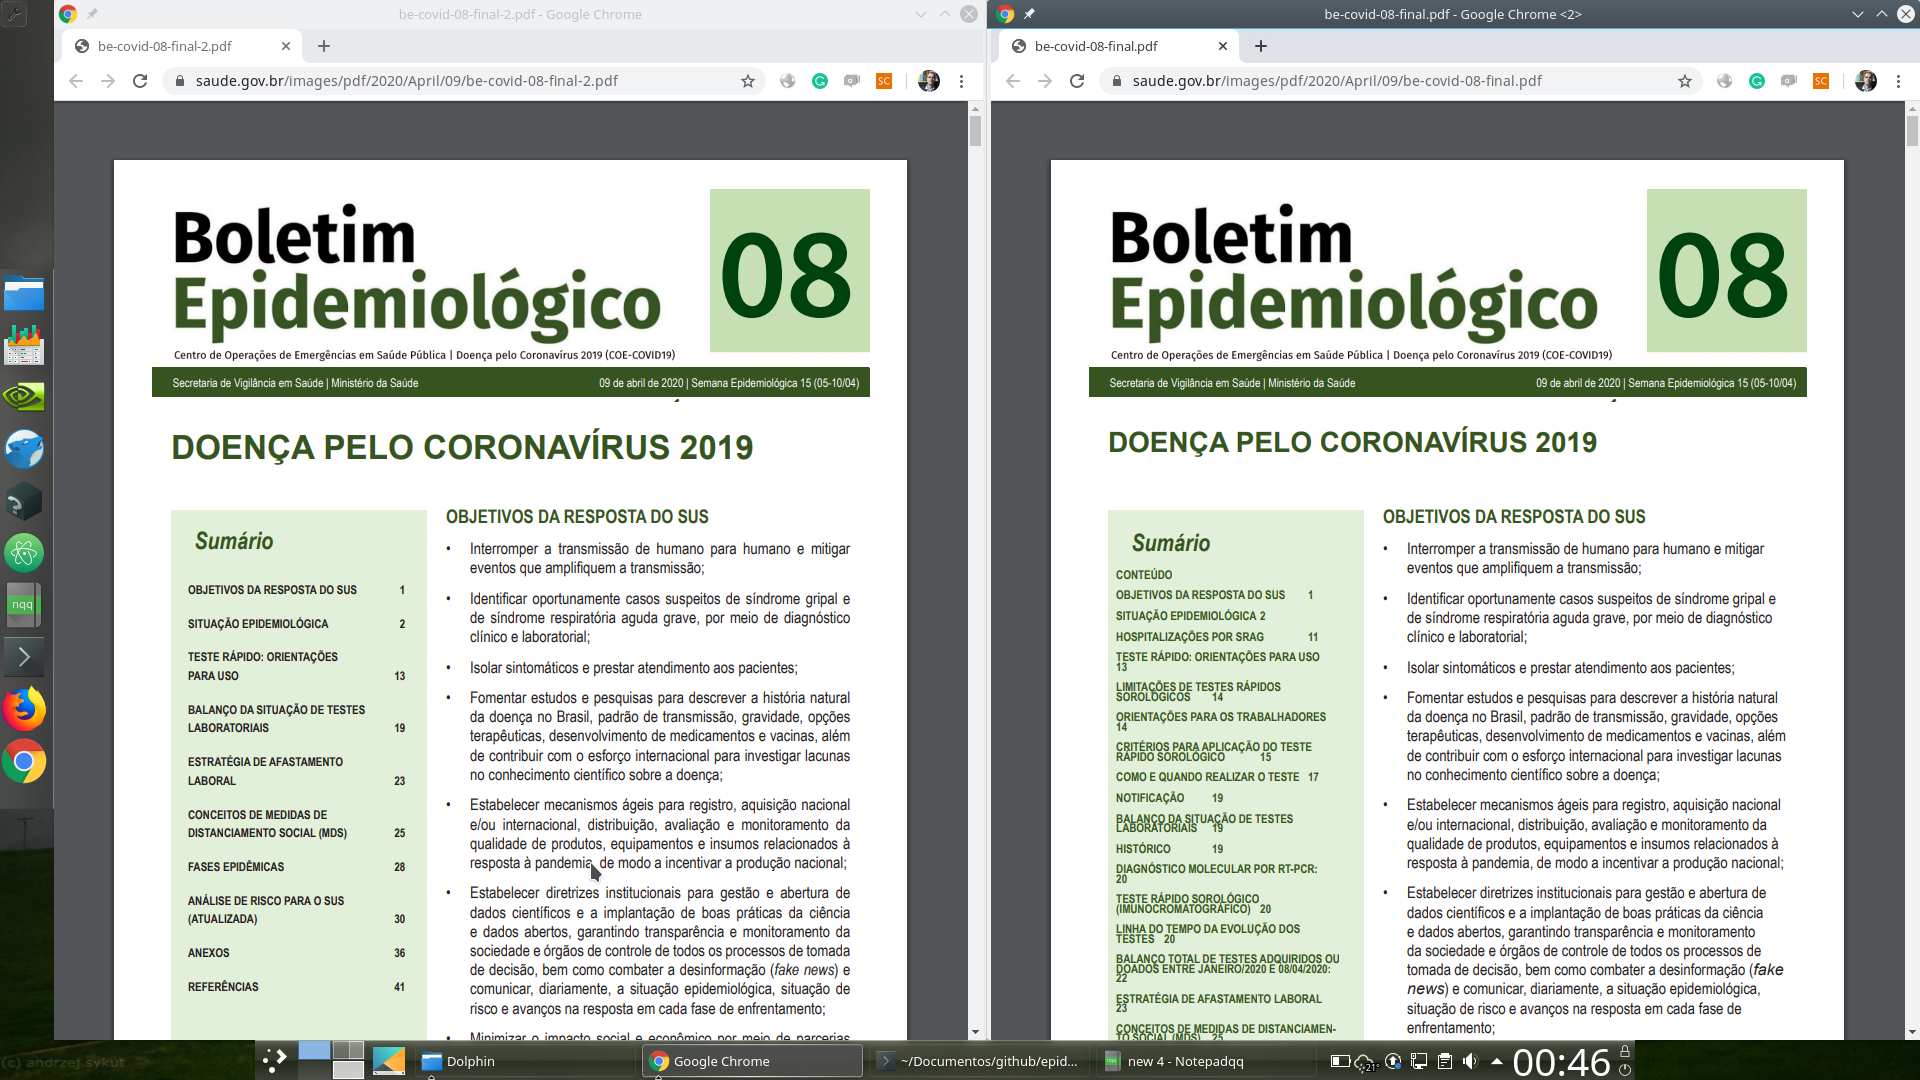 be-covid-08-final-2.pdf - Google Chrome
be-covid-08-final-2.pdf
saude.gov.br/images/pdf/2020/April/09/be-covid-08-final-2.pdf
SC
Boletim
Epidemiológico
08
Centro de Operações de Emergências em Saúde Pública | Doença pelo Coronavírus 2019 (COE-COVID19)
Secretaria de Vigilância em Saúde | Ministério da Saúde
09 de abril de 2020 | Semana Epidemiológica 15 (05-10/04)
DOENÇA PELO CORONAVÍRUS 2019
Sumário
OBJETIVOS DA RESPOSTA DO SUS 1
SITUAÇÃO EPIDEMIOLÓGICA 2
TESTE RÁPIDO: ORIENTAÇÕES
PARA USO 13
BALANÇO DA SITUAÇÃO DE TESTES
LABORATORIAIS 19
ESTRATÉGIA DE AFASTAMENTO
LABORAL 23
CONCEITOS DE MEDIDAS DE
DISTANCIAMENTO SOCIAL (MDS) 25
FASES EPIDÊMICAS 28
ANÁLISE DE RISCO PARA O SUS
(ATUALIZADA) 30
ANEXOS 36
REFERÊNCIAS 41
OBJETIVOS DA RESPOSTA DO SUS
• Interromper a transmissão de humano para humano e mitigar
eventos que amplifiquem a transmissão;
• Identificar oportunamente casos suspeitos de síndrome gripal e
de síndrome respiratória aguda grave, por meio de diagnóstico
clínico e laboratorial;
• Isolar sintomáticos e prestar atendimento aos pacientes;
• Fomentar estudos e pesquisas para descrever a história natural
da doença no Brasil, padrão de transmissão, gravidade, opções
terapêuticas, desenvolvimento de medicamentos e vacinas, além
de contribuir com o esforço internacional para investigar lacunas
no conhecimento científico sobre a doença;
• Estabelecer mecanismos ágeis para registro, aquisição nacional
e/ou internacional, distribuição, avaliação e monitoramento da
qualidade de produtos, equipamentos e insumos relacionados à
resposta à pandemia, de modo a incentivar a produção nacional;
• Estabelecer diretrizes institucionais para gestão e abertura de
dados científicos e a implantação de boas práticas da ciência
e dados abertos, garantindo transparência e monitoramento da
sociedade e órgãos de controle de todos os processos de tomada
de decisão, bem como combater a desinformação (fake news) e
comunicar, diariamente, a situação epidemiológica, situação de
risco e avanços na resposta em cada fase de enfrentamento;
• Minimizar o impacto social e econômico por meio de parcerias
be-covid-08-final.pdf - Google Chrome <2>
be-covid-08-final.pdf
saude.gov.br/images/pdf/2020/April/09/be-covid-08-final.pdf
SC
Boletim
Epidemiológico
08
Centro de Operações de Emergências em Saúde Pública | Doença pelo Coronavírus 2019 (COE-COVID19)
Secretaria de Vigilância em Saúde | Ministério da Saúde
09 de abril de 2020 | Semana Epidemiológica 15 (05-10/04)
DOENÇA PELO CORONAVÍRUS 2019
Sumário
CONTEÚDO
OBJETIVOS DA RESPOSTA DO SUS 1
SITUAÇÃO EPIDEMIOLÓGICA 2
HOSPITALIZAÇÕES POR SRAG 11
TESTE RÁPIDO: ORIENTAÇÕES PARA USO
13
LIMITAÇÕES DE TESTES RÁPIDOS
SOROLÓGICOS 14
ORIENTAÇÕES PARA OS TRABALHADORES
14
CRITÉRIOS PARA APLICAÇÃO DO TESTE
RÁPIDO SOROLÓGICO 15
COMO E QUANDO REALIZAR O TESTE 17
NOTIFICAÇÃO 19
BALANÇO DA SITUAÇÃO DE TESTES
LABORATORIAIS 19
HISTÓRICO 19
DIAGNÓSTICO MOLECULAR POR RT-PCR:
20
TESTE RÁPIDO SOROLÓGICO
(IMUNOCROMATOGRÁFICO) 20
LINHA DO TEMPO DA EVOLUÇÃO DOS
TESTES 20
BALANÇO TOTAL DE TESTES ADQUIRIDOS OU
DOADOS ENTRE JANEIRO/2020 E 08/04/2020:
22
ESTRATÉGIA DE AFASTAMENTO LABORAL
23
CONCEITOS DE MEDIDAS DE DISTANCIAMEN-
TO SOCIAL (MDS) 25
OBJETIVOS DA RESPOSTA DO SUS
• Interromper a transmissão de humano para humano e mitigar
eventos que amplifiquem a transmissão;
• Identificar oportunamente casos suspeitos de síndrome gripal e
de síndrome respiratória aguda grave, por meio de diagnóstico
clínico e laboratorial;
• Isolar sintomáticos e prestar atendimento aos pacientes;
• Fomentar estudos e pesquisas para descrever a história natural
da doença no Brasil, padrão de transmissão, gravidade, opções
terapêuticas, desenvolvimento de medicamentos e vacinas, além
de contribuir com o esforço internacional para investigar lacunas
no conhecimento científico sobre a doença;
• Estabelecer mecanismos ágeis para registro, aquisição nacional
e/ou internacional, distribuição, avaliação e monitoramento da
qualidade de produtos, equipamentos e insumos relacionados à
resposta à pandemia, de modo a incentivar a produção nacional;
• Estabelecer diretrizes institucionais para gestão e abertura de
dados científicos e a implantação de boas práticas da ciência
e dados abertos, garantindo transparência e monitoramento
da sociedade e órgãos de controle de todos os processos de
tomada de decisão, bem como combater a desinformação (fake
news) e comunicar, diariamente, a situação epidemiológica,
situação de risco e avanços na resposta em cada fase de
enfrentamento;
nqq
(c) andrzej sykut
Dolphin
Google Chrome
~/Documentos/github/epid...
nqq
new 4 - Notepadqq
21°
00:46